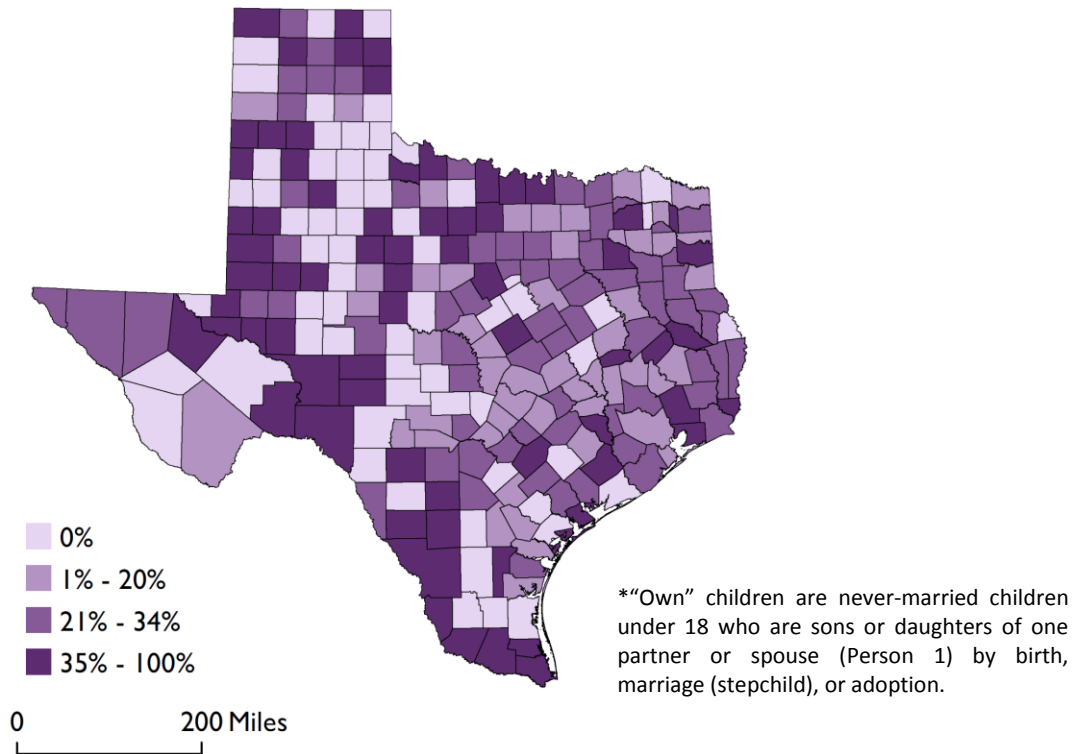 0%
1% - 20%
21% - 34%
35% - 100%
*“Own” children are never-married children
under 18 who are sons or daughters of one
partner or spouse (Person 1) by birth,
marriage (stepchild), or adoption.
0 200 Miles